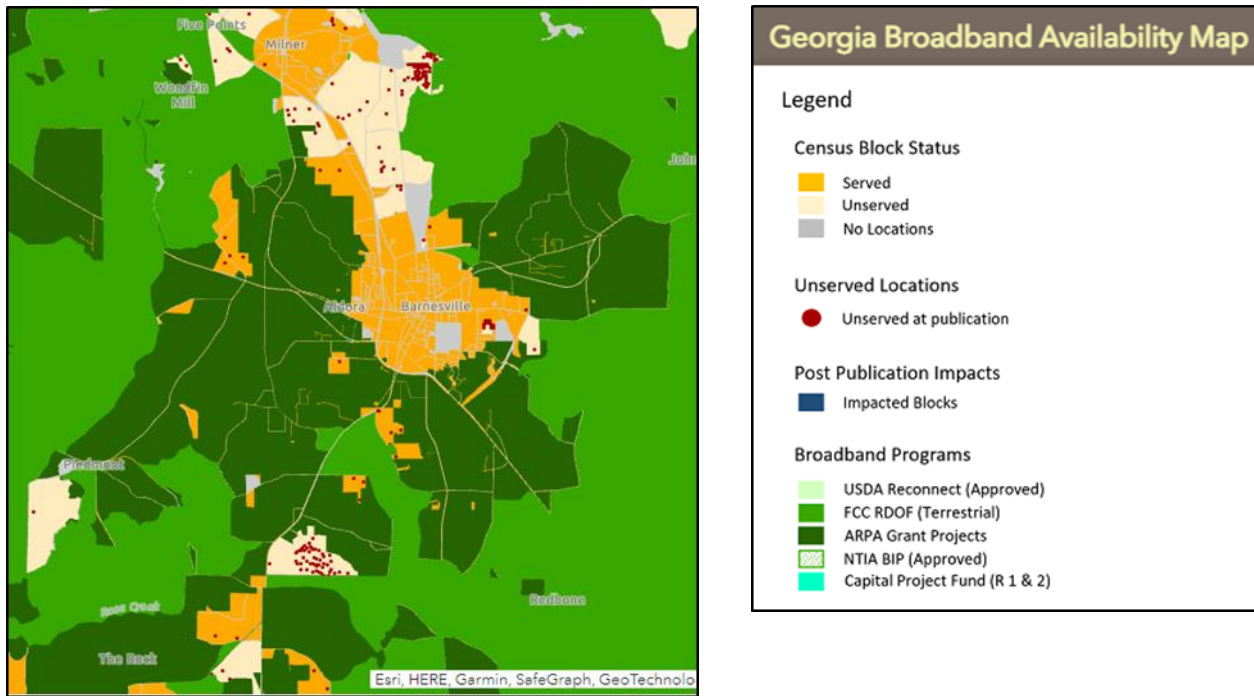 Five Points
Milner
Woodfin
Mill
John
Aldora
Barnesville
Piedmont
Redbone
Rose Creek
The Rock
Esri, HERE, Garmin, SafeGraph, GeoTechnolo
Georgia Broadband Availability Map
Legend
Census Block Status
Served
Unserved
No Locations
Unserved Locations
Unserved at publication
Post Publication Impacts
Impacted Blocks
Broadband Programs
USDA Reconnect (Approved)
FCC RDOF (Terrestrial)
ARPA Grant Projects
NTIA BIP (Approved)
Capital Project Fund (R 1 & 2)